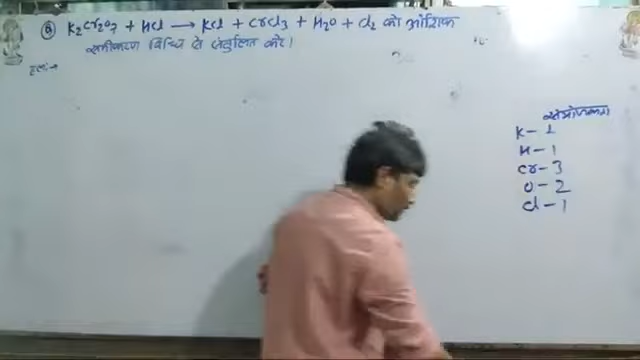 ⑧ K₂Cr₂O₇ + HCl ⟶ KCl + CrCl₃ + H₂O + Cl₂ को आंशिक
समीकरण विधि से संतुलित करें।
हल:→
संयोजकता
K - 1
H - 1
Cr - 3
O - 2
Cl - 1